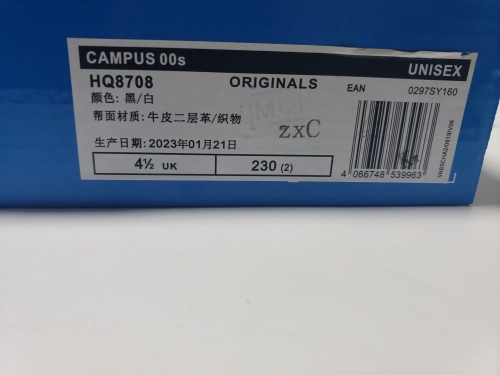 CAMPUS 00s UNISEX
HQ8708 ORIGINALS EAN 0297SY160
颜色: 黑/白
帮面材质: 牛皮二层革/织物
zxC
生产日期: 2023年01月21日
4½ UK 230 (2)
4 066748 539963